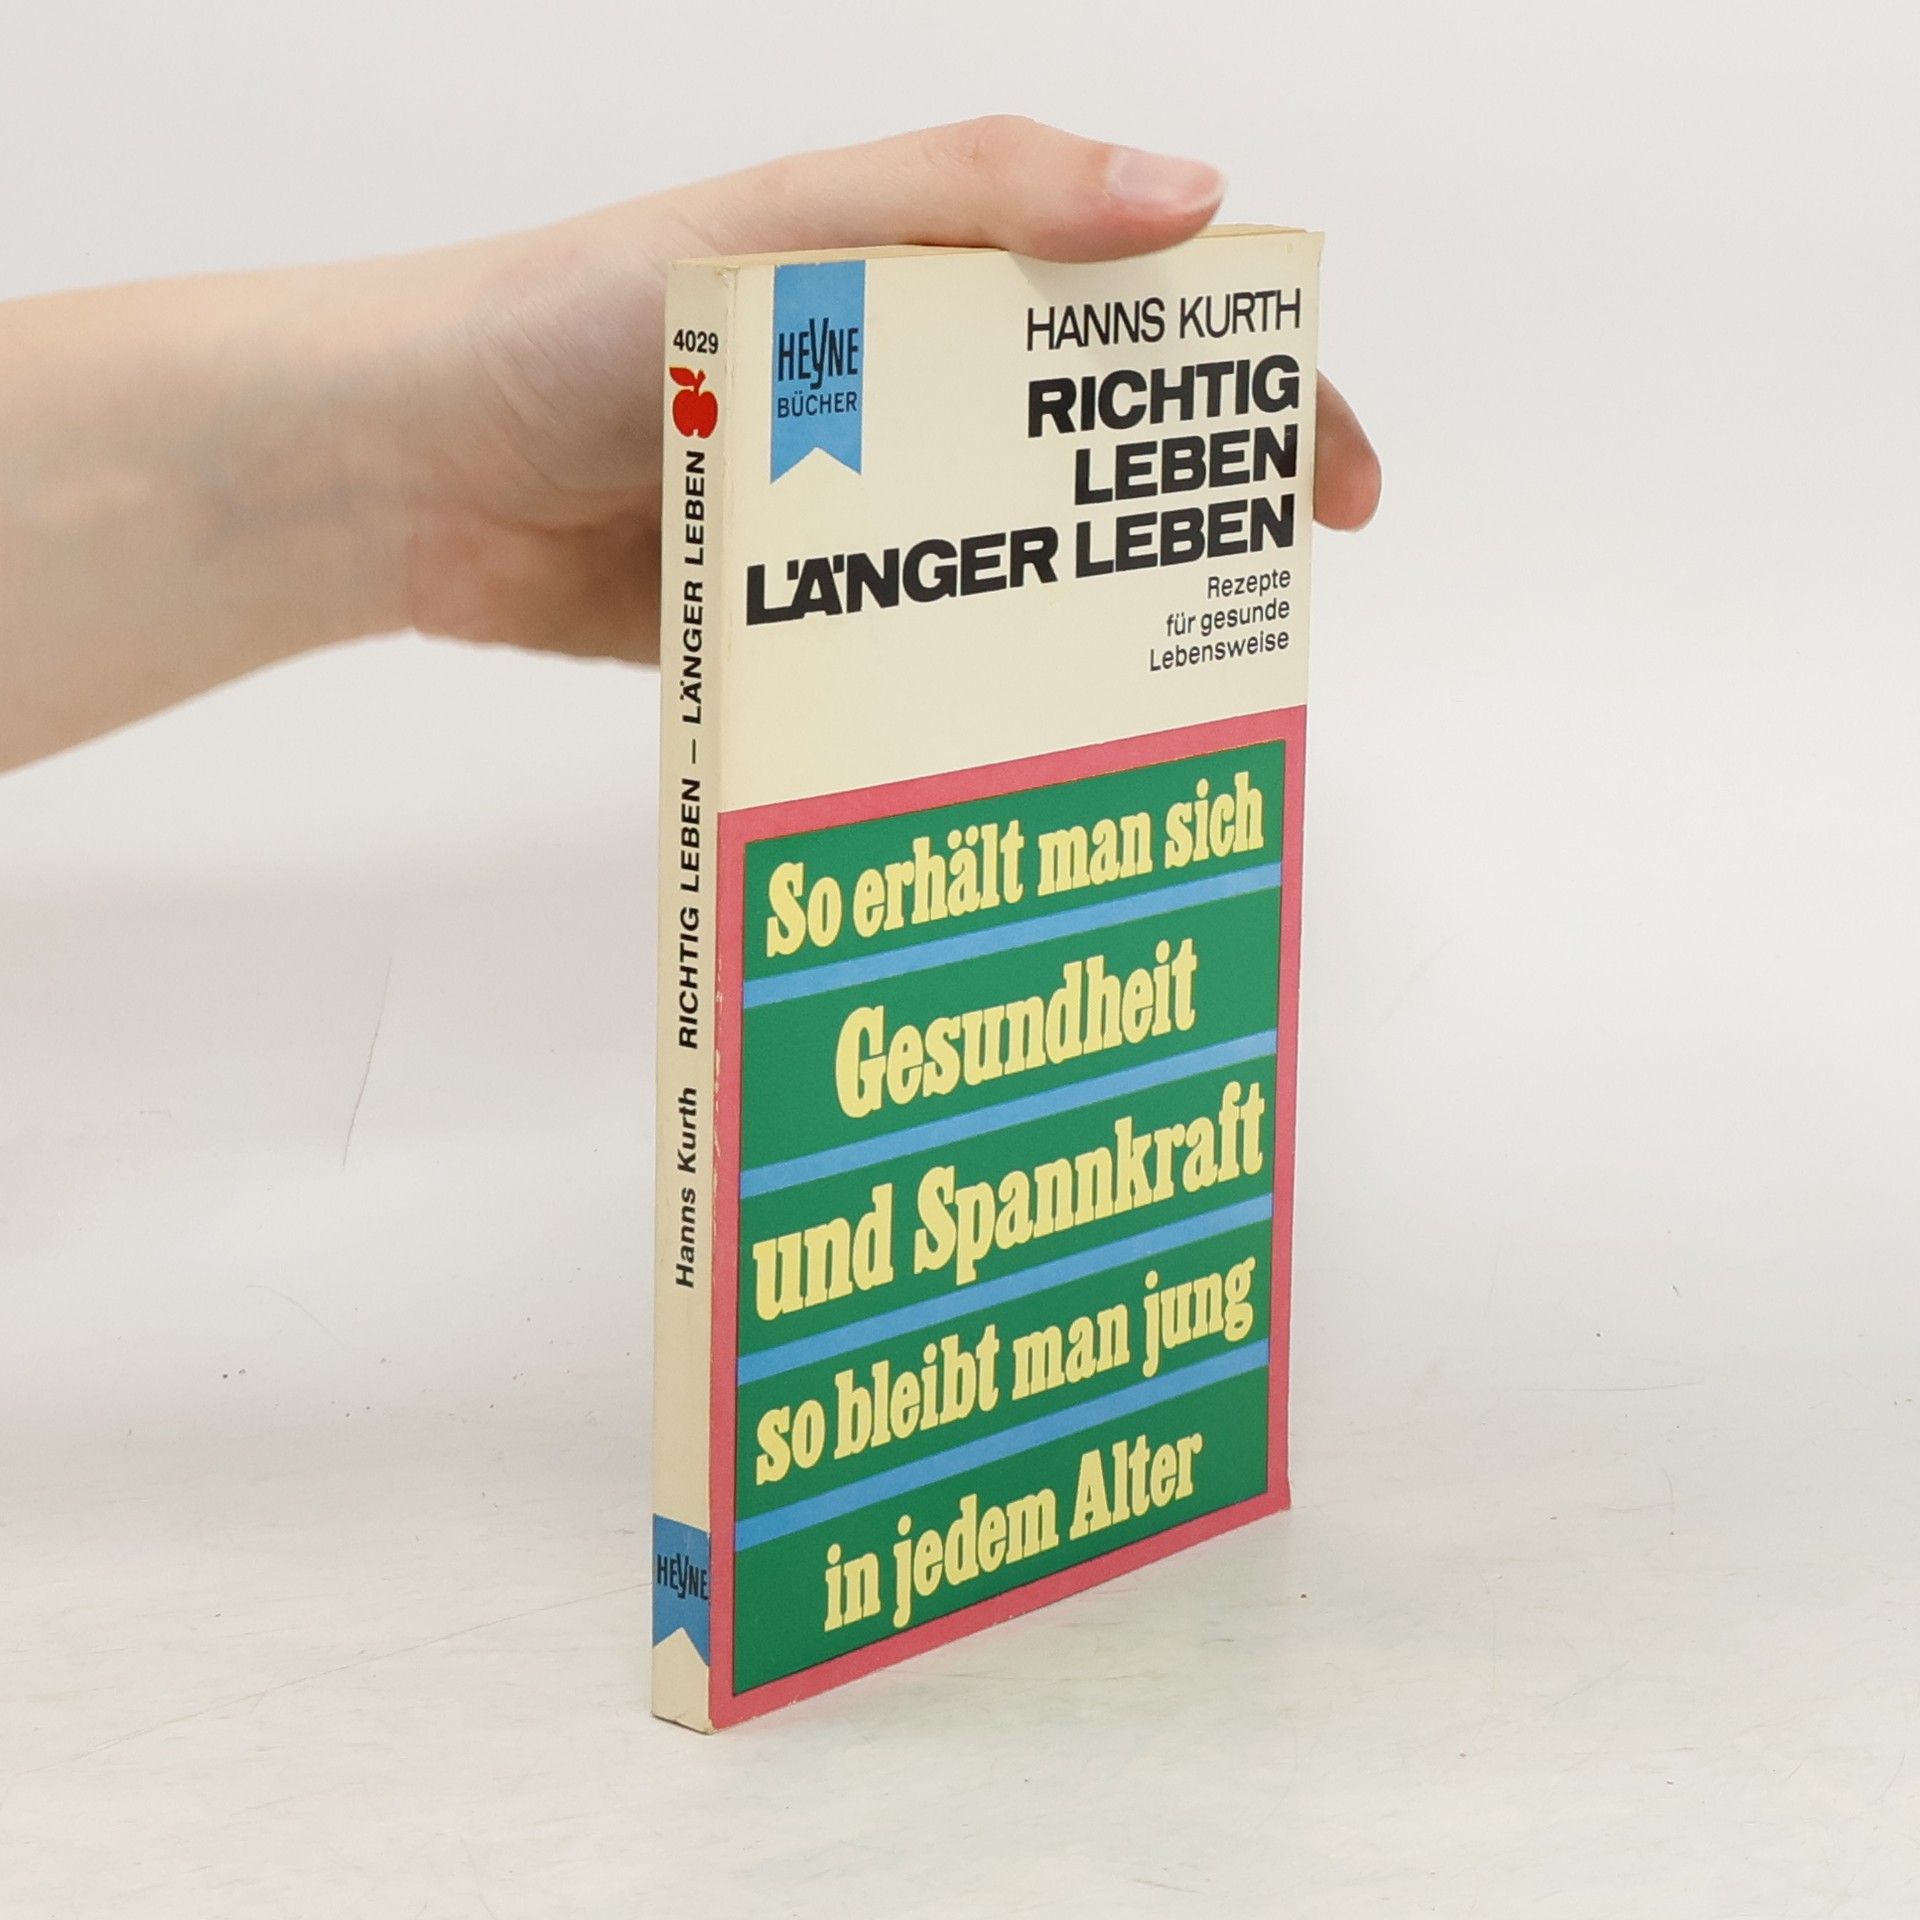 4029
Hanns Kurth RICHTIG LEBEN – LÄNGER LEBEN
HEYNE
HEYNE
BÜCHER
HANNS KURTH
RICHTIG
LEBEN
LÄNGER LEBEN
Rezepte
für gesunde
Lebensweise
So erhält man sich
Gesundheit
und Spannkraft
so bleibt man jung
in jedem Alter